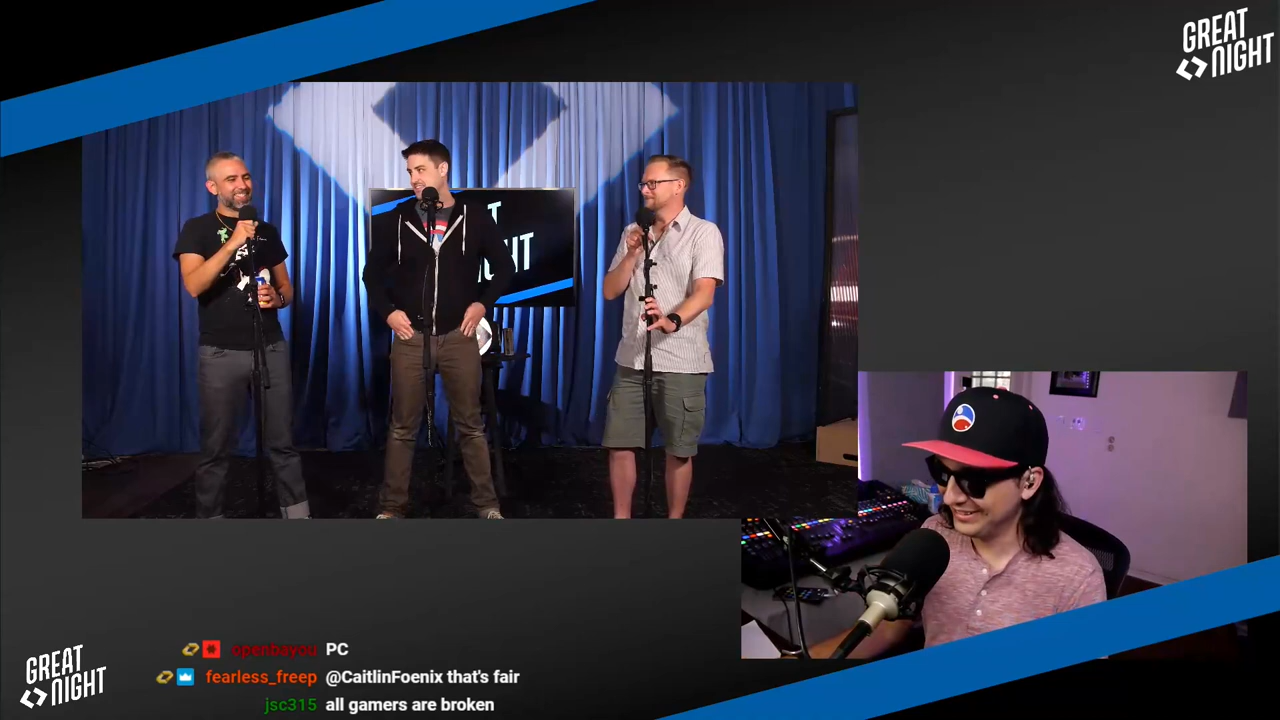 GREAT
NIGHT
GREAT
NIGHT
openbayou PC
fearless_freep @CaitlinFoenix that's fair
jsc315 all gamers are broken